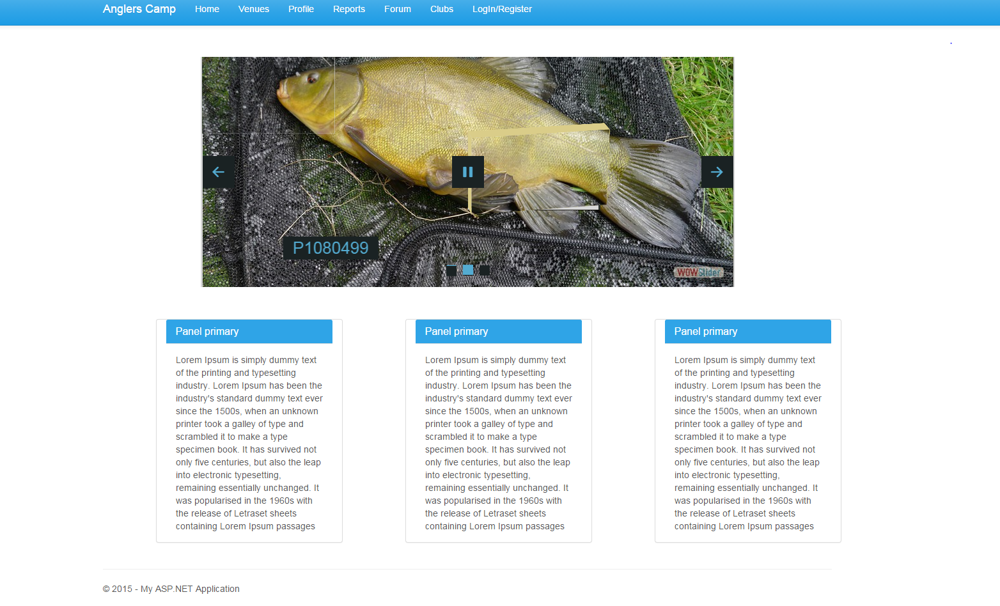 Anglers Camp Home Venues Profile Reports Forum Clubs LogIn/Register
.
P1080499
WOWSlider
Panel primary
Lorem Ipsum is simply dummy text
of the printing and typesetting
industry. Lorem Ipsum has been the
industry's standard dummy text ever
since the 1500s, when an unknown
printer took a galley of type and
scrambled it to make a type
specimen book. It has survived not
only five centuries, but also the leap
into electronic typesetting,
remaining essentially unchanged. It
was popularised in the 1960s with
the release of Letraset sheets
containing Lorem Ipsum passages
Panel primary
Lorem Ipsum is simply dummy text
of the printing and typesetting
industry. Lorem Ipsum has been the
industry's standard dummy text ever
since the 1500s, when an unknown
printer took a galley of type and
scrambled it to make a type
specimen book. It has survived not
only five centuries, but also the leap
into electronic typesetting,
remaining essentially unchanged. It
was popularised in the 1960s with
the release of Letraset sheets
containing Lorem Ipsum passages
Panel primary
Lorem Ipsum is simply dummy text
of the printing and typesetting
industry. Lorem Ipsum has been the
industry's standard dummy text ever
since the 1500s, when an unknown
printer took a galley of type and
scrambled it to make a type
specimen book. It has survived not
only five centuries, but also the leap
into electronic typesetting,
remaining essentially unchanged. It
was popularised in the 1960s with
the release of Letraset sheets
containing Lorem Ipsum passages
© 2015 - My ASP.NET Application